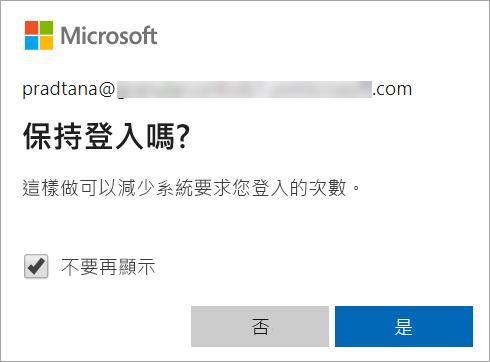 Microsoft
pradtana@ .com
保持登入嗎?
這樣做可以減少系統要求您登入的次數。
不要再顯示
否
是